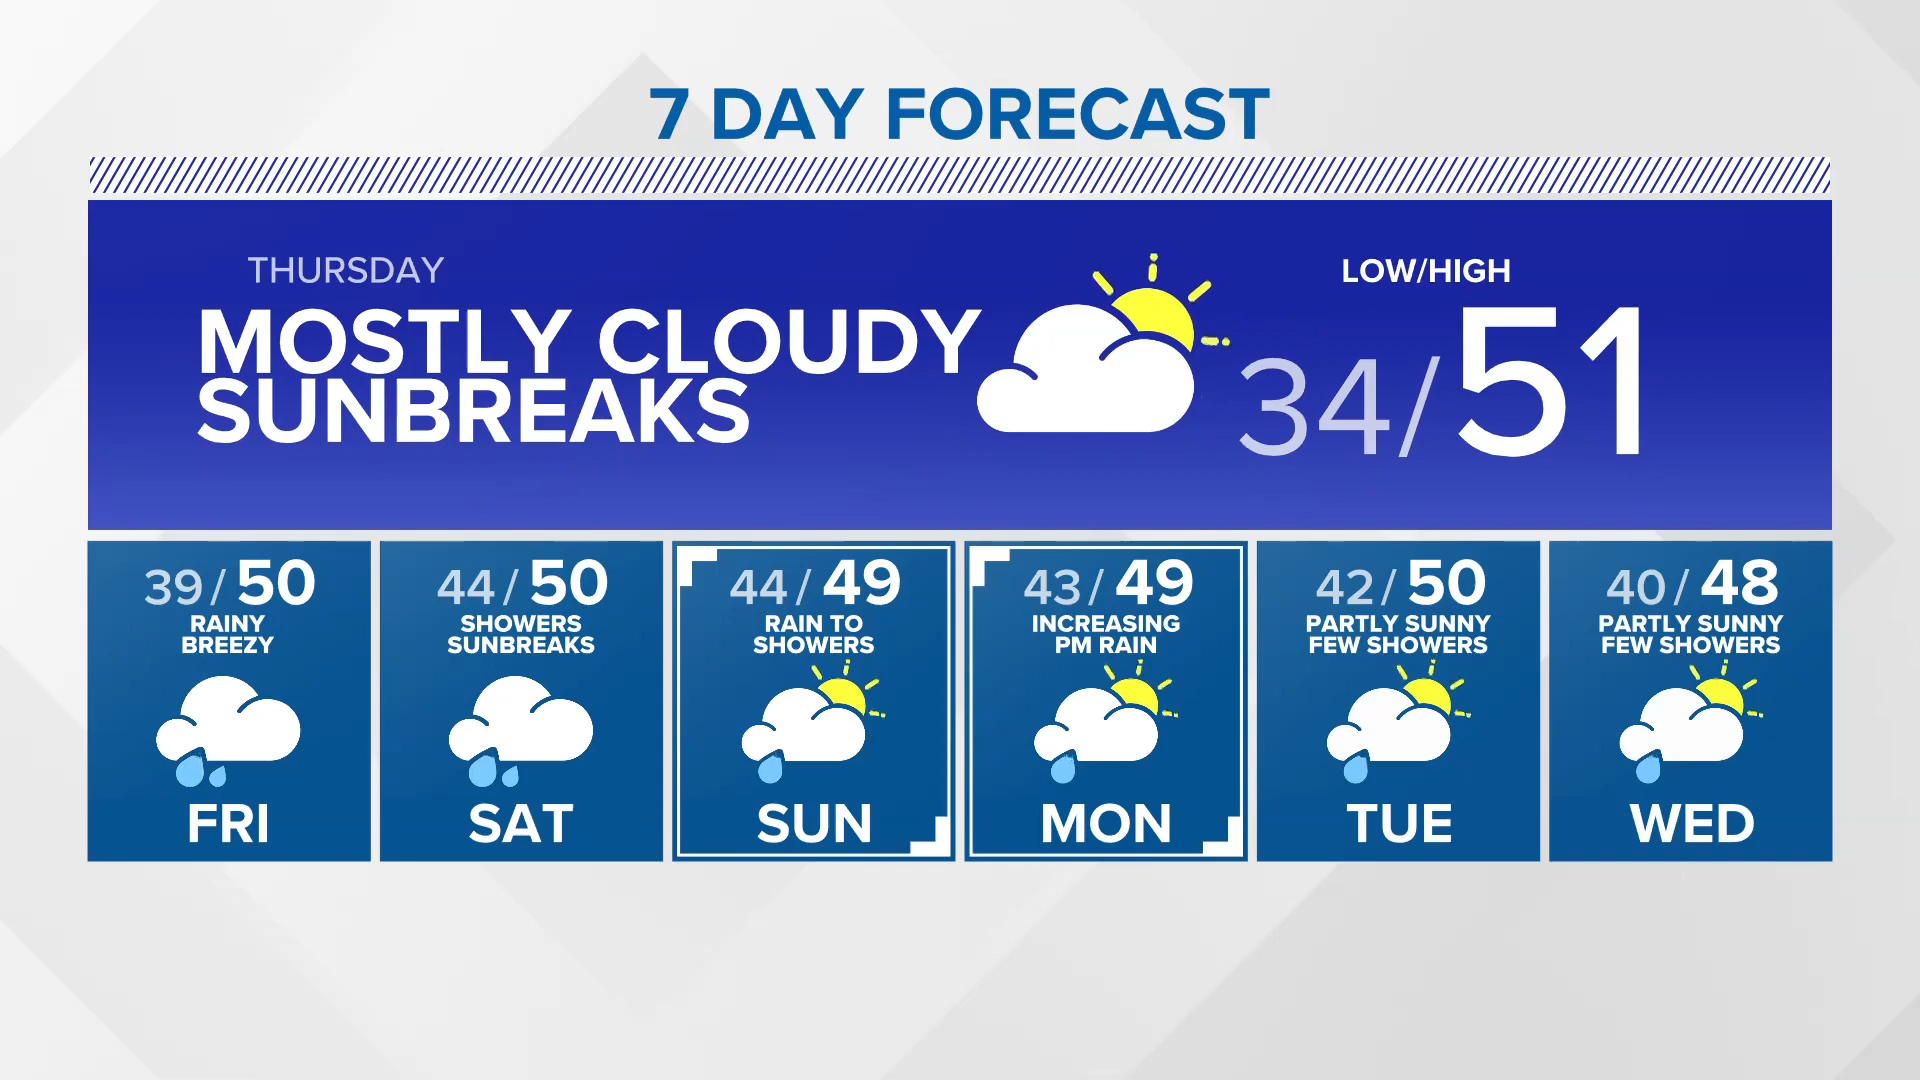 7 DAY FORECAST
THURSDAY
MOSTLY CLOUDY
SUNBREAKS
LOW/HIGH
34/51
39/50
RAINY
BREEZY
FRI
44/50
SHOWERS
SUNBREAKS
SAT
44/49
RAIN TO
SHOWERS
SUN
43/49
INCREASING
PM RAIN
MON
42/50
PARTLY SUNNY
FEW SHOWERS
TUE
40/48
PARTLY SUNNY
FEW SHOWERS
WED